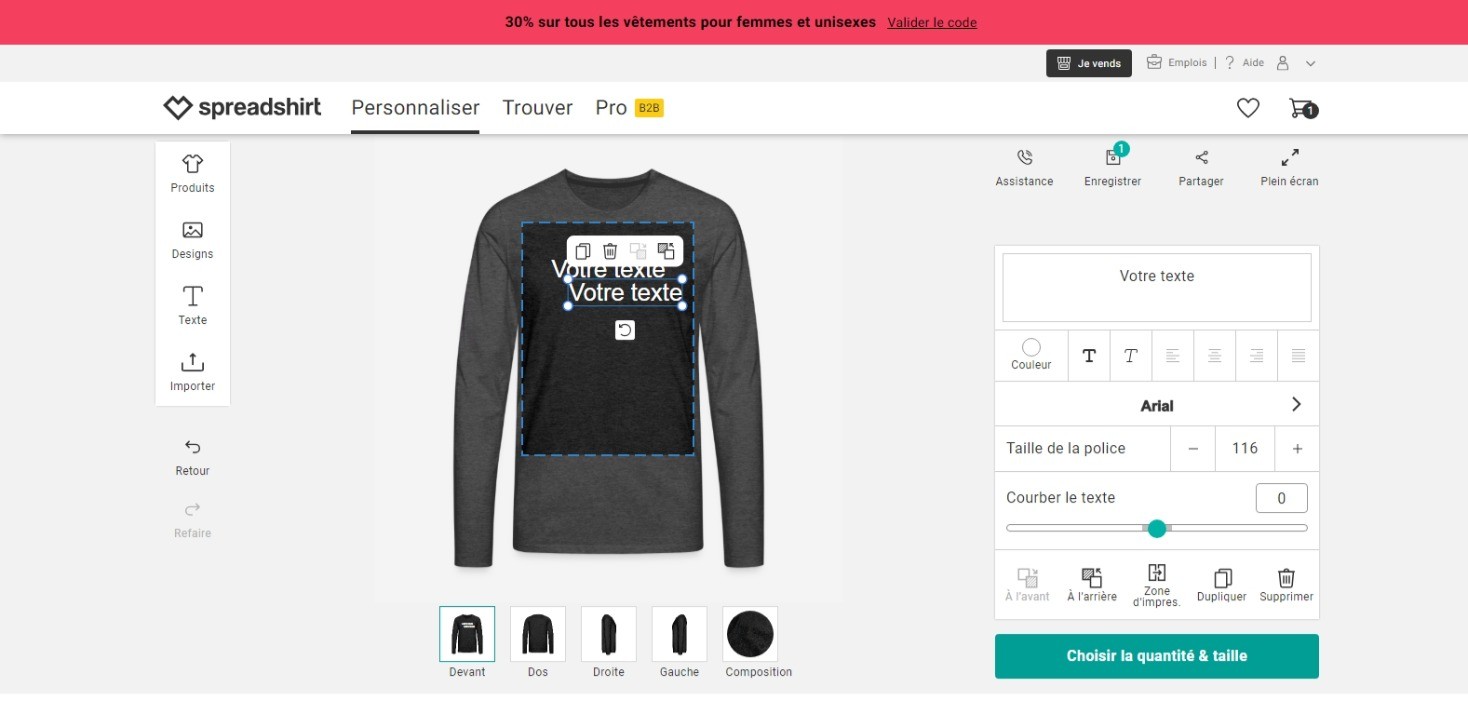 30% sur tous les vêtements pour femmes et unisexes Valider le code
Je vends Emplois | ? Aide
spreadshirt Personnaliser Trouver Pro B2B
1
Produits
Designs
Texte
Importer
Retour
Refaire
Votre texte
Votre texte
Devant Dos Droite Gauche Composition
1
Assistance Enregistrer Partager Plein écran
Votre texte
Couleur T T
Arial
Taille de la police − 116 +
Courber le texte 0
À l'avant À l'arrière Zone d'impres. Dupliquer Supprimer
Choisir la quantité & taille